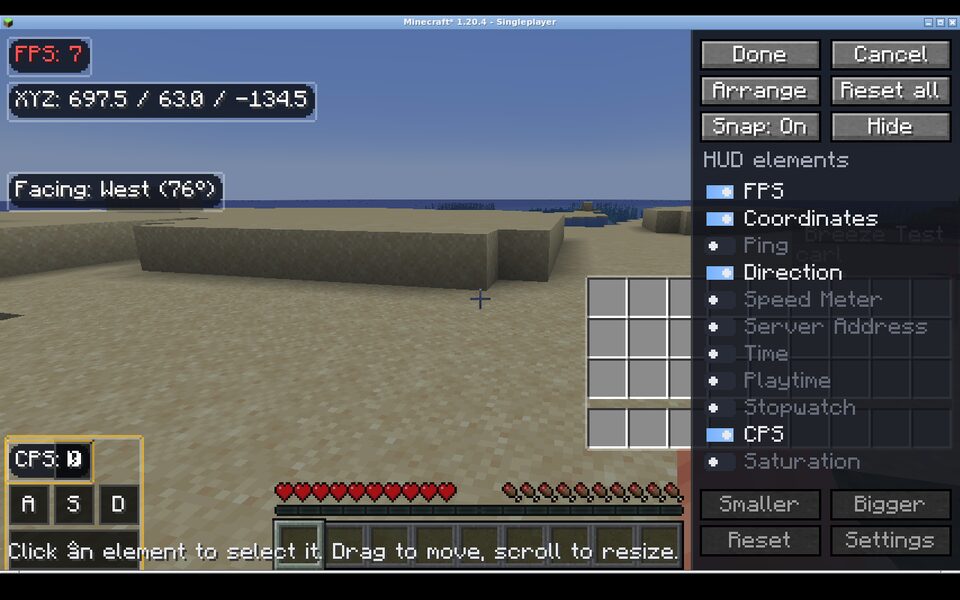 Minecraft* 1.20.4 - Singleplayer
FPS: 7
XYZ: 697.5 / 63.0 / -134.5
Facing: West (76°)
CPS: 0
A S D
Click an element to select it. Drag to move, scroll to resize.
Done Cancel
Arrange Reset all
Snap: On Hide
HUD elements
FPS
Coordinates
Ping
Direction
Speed Meter
Server Address
Time
Playtime
Stopwatch
CPS
Saturation
Smaller Bigger
Reset Settings